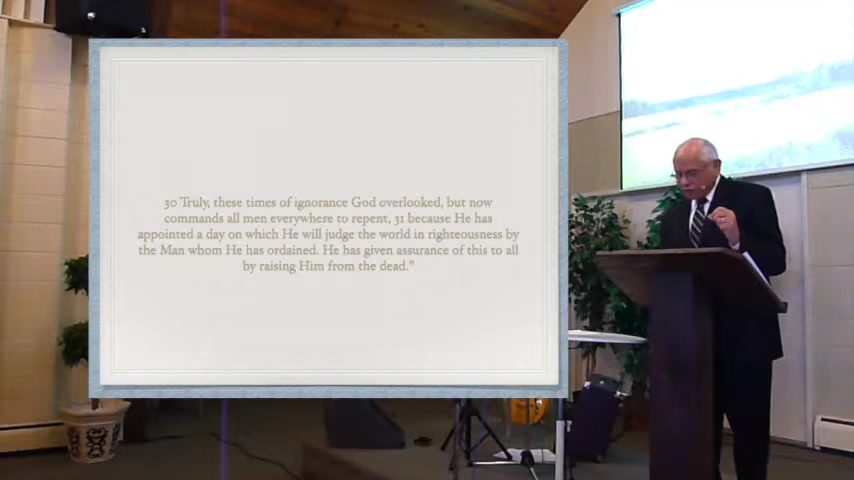 30 Truly, these times of ignorance God overlooked, but now
commands all men everywhere to repent, 31 because He has
appointed a day on which He will judge the world in righteousness by
the Man whom He has ordained. He has given assurance of this to all
by raising Him from the dead.”